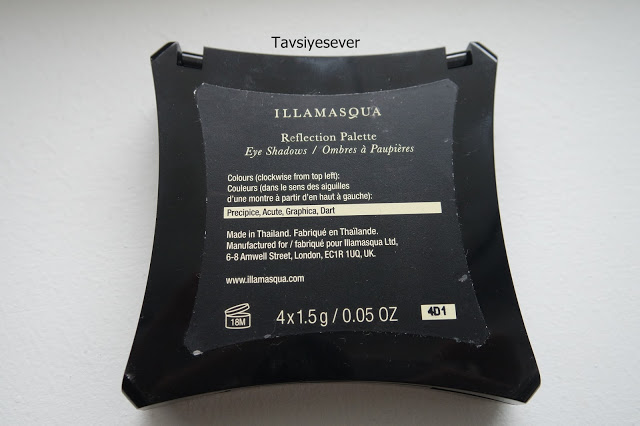 Tavsiyesever
ILLAMASQUA
Reflection Palette
Eye Shadows / Ombres à Paupières
Colours (clockwise from top left):
Couleurs (dans le sens des aiguilles
d'une montre à partir d'en haut à gauche):
Precipice, Acute, Graphica, Dart
Made in Thailand. Fabriqué en Thaïlande.
Manufactured for / fabriqué pour Illamasqua Ltd,
6-8 Amwell Street, London, EC1R 1UQ, UK.
www.illamasqua.com
18M
4 x 1.5 g / 0.05 OZ
4D1